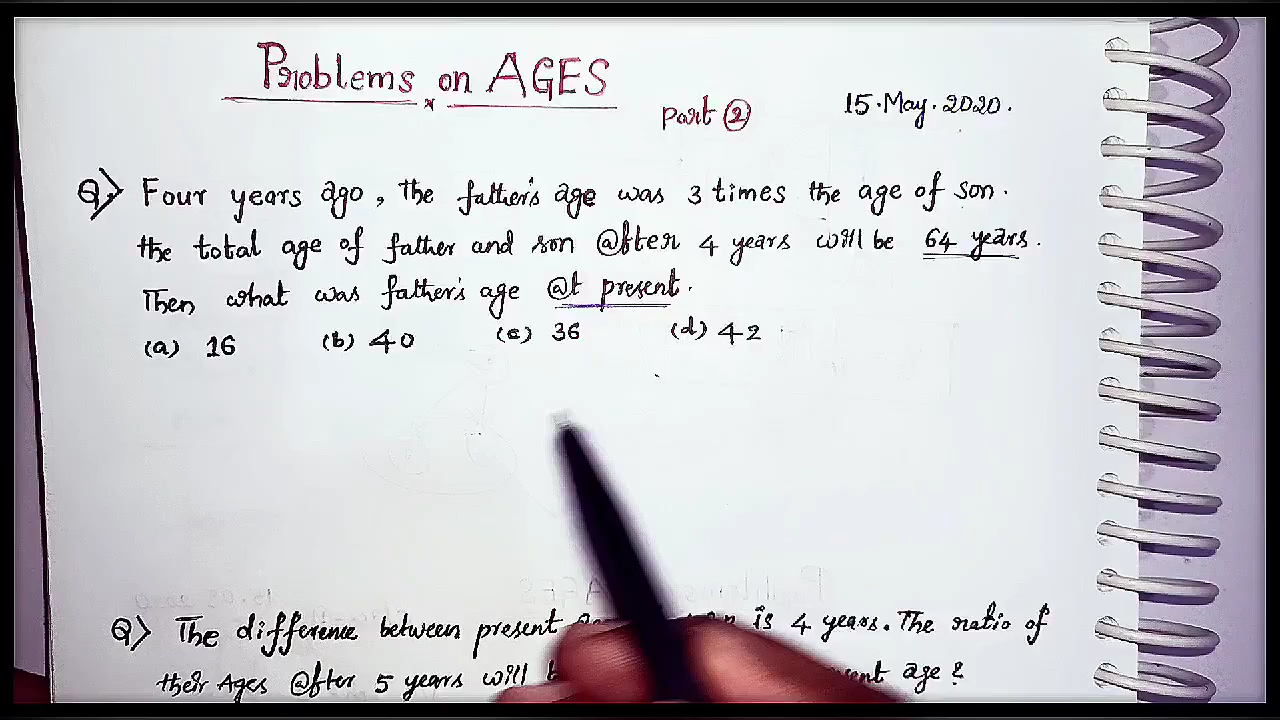 Problems on AGES
Part ②
15.May.2020.
Q> Four years ago, the father's age was 3 times the age of son.
the total age of father and son @fter 4 years will be 64 years.
Then what was father's age @t present.
(a) 16 (b) 40 (c) 36 (d) 42
Q> The difference between present is 4 years. The ratio of
their Ages @fter 5 years will age ?